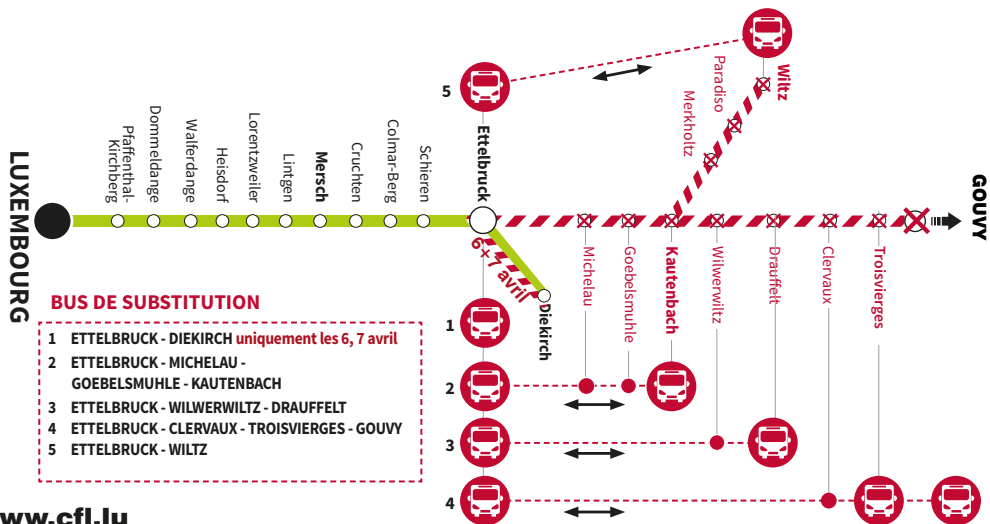 LUXEMBOURG
Pfaffenthal-
Kirchberg
Dommeldange
Walferdange
Heisdorf
Lorentzweiler
Lintgen
Mersch
Cruchten
Colmar-Berg
Schieren
Ettelbruck
5
Merkholtz
Paradiso
Wiltz
GOUVY
6+7 avril
Diekirch
Michelau
Goebelsmuhle
Kautenbach
Wilwerwiltz
Drauffelt
Clervaux
Troisvierges
1
2
3
4
BUS DE SUBSTITUTION
1 ETTELBRUCK - DIEKIRCH uniquement les 6, 7 avril
2 ETTELBRUCK - MICHELAU -
GOEBELSMUHLE - KAUTENBACH
3 ETTELBRUCK - WILWERWILTZ - DRAUFFELT
4 ETTELBRUCK - CLERVAUX - TROISVIERGES - GOUVY
5 ETTELBRUCK - WILTZ
ww.cfl.lu